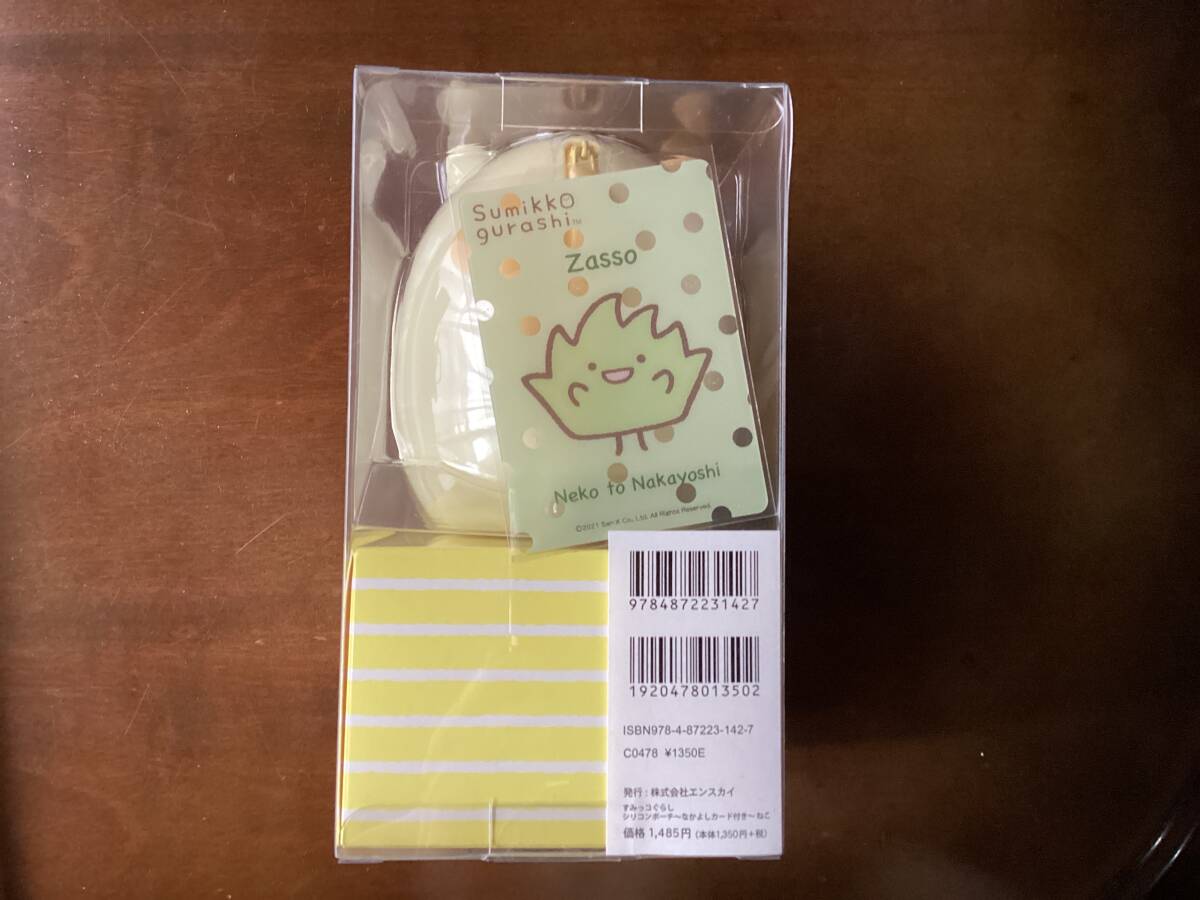 Sumikko
gurashi™
Zasso
Neko to Nakayoshi
©2021 San-X Co., Ltd. All Rights Reserved.
9784872231427
1920478013502
ISBN978-4-87223-142-7
C0478 ¥1350E
発行：株式会社エンスカイ
すみっコぐらし
シリコンポーチ～なかよしカード付き～ねこ
価格 1,485円（本体1,350円+税）